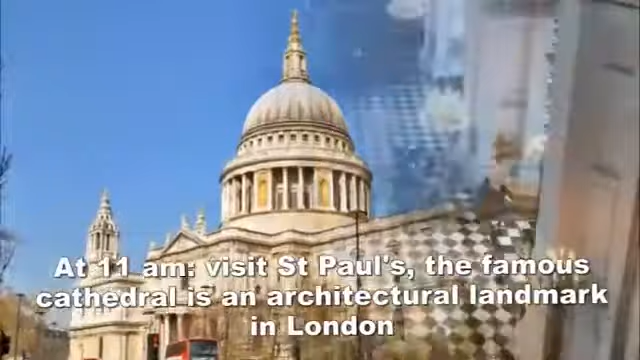 At 11 am: visit St Paul's, the famous
cathedral is an architectural landmark
in London